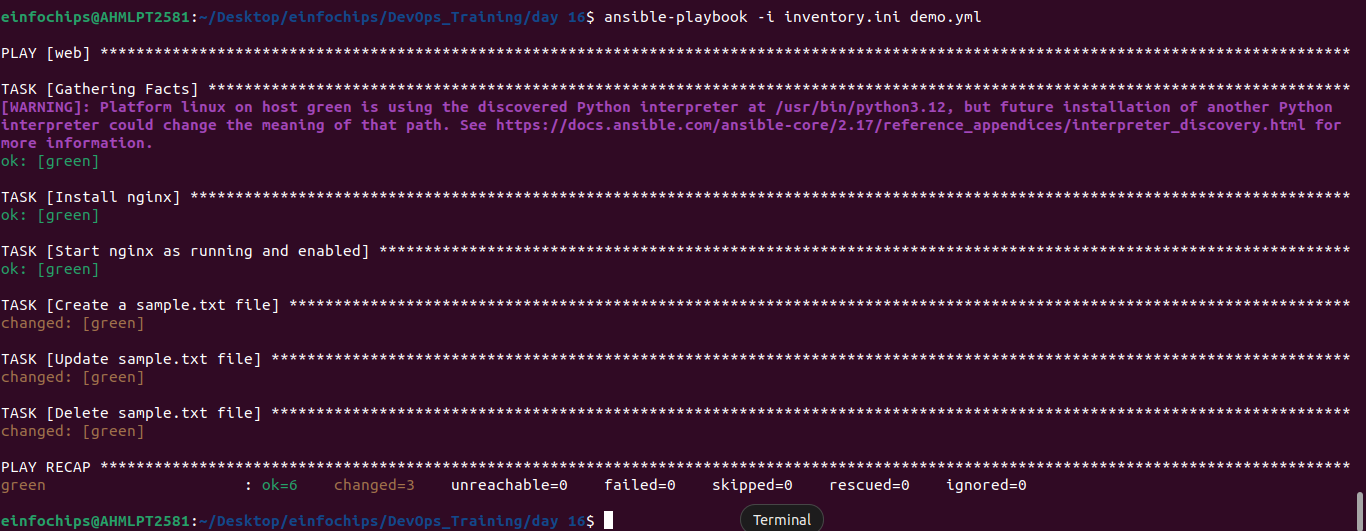 einfochips@AHMLPT2581:~/Desktop/einfochips/DevOps_Training/day 16$ ansible-playbook -i inventory.ini demo.yml
PLAY [web] *******************************************************************************************************************************************
TASK [Gathering Facts] *******************************************************************************************************************************
[WARNING]: Platform linux on host green is using the discovered Python interpreter at /usr/bin/python3.12, but future installation of another Python
interpreter could change the meaning of that path. See https://docs.ansible.com/ansible-core/2.17/reference_appendices/interpreter_discovery.html for
more information.
ok: [green]
TASK [Install nginx] *********************************************************************************************************************************
ok: [green]
TASK [Start nginx as running and enabled] ************************************************************************************************************
ok: [green]
TASK [Create a sample.txt file] **********************************************************************************************************************
changed: [green]
TASK [Update sample.txt file] ************************************************************************************************************************
changed: [green]
TASK [Delete sample.txt file] ************************************************************************************************************************
changed: [green]
PLAY RECAP *******************************************************************************************************************************************
green                      : ok=6    changed=3    unreachable=0    failed=0    skipped=0    rescued=0    ignored=0
einfochips@AHMLPT2581:~/Desktop/einfochips/DevOps_Training/day 16$
Terminal